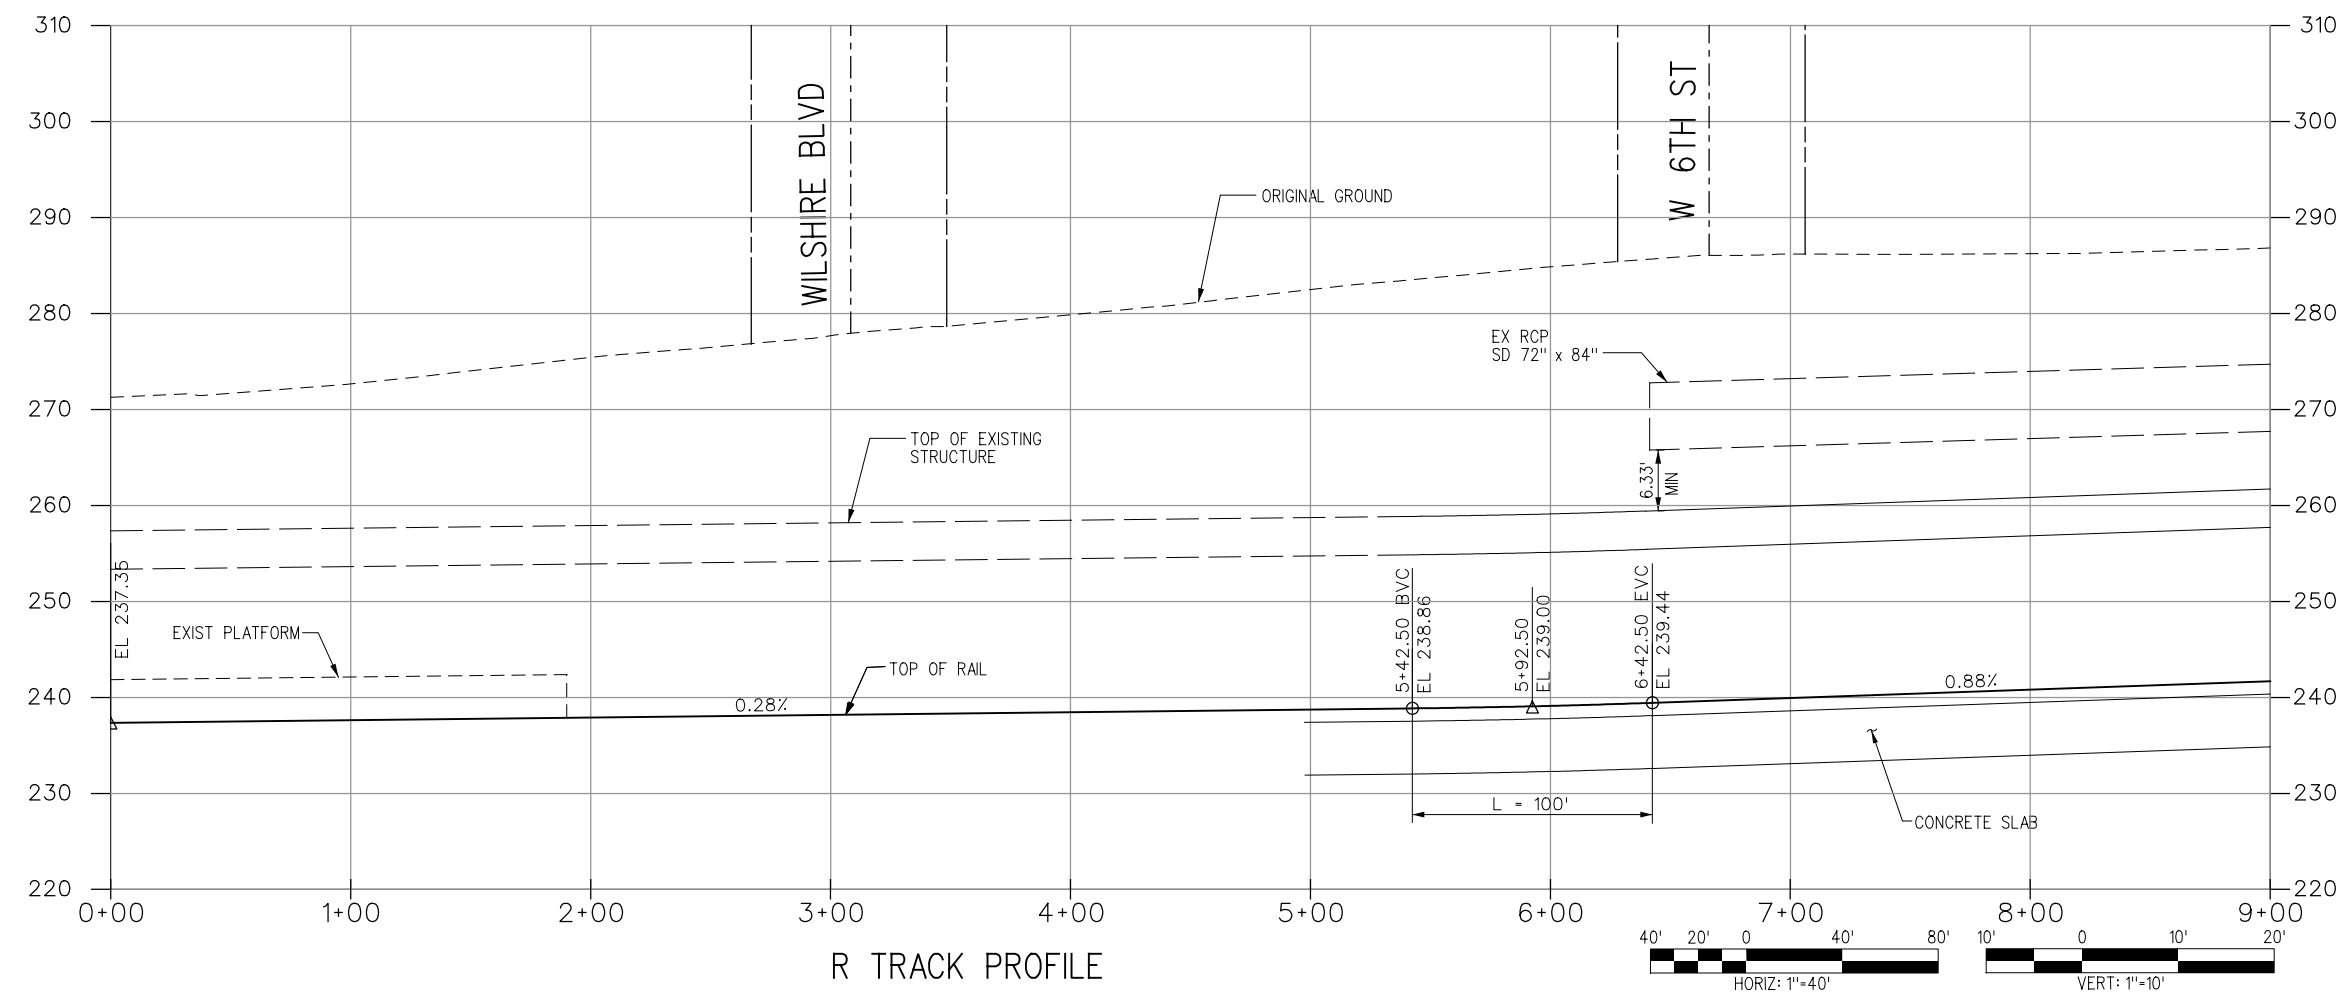 310
310
300
300
290
290
280
280
270
270
260
260
250
250
240
240
230
230
220
220
WILSHIRE BLVD
W 6TH ST
ORIGINAL GROUND
EX RCP
SD 72" x 84"
TOP OF EXISTING
STRUCTURE
6.33'
MIN
EL 237.35
EXIST PLATFORM
TOP OF RAIL
0.28%
5+42.50 BVC
EL 238.86
5+92.50
EL 239.00
6+42.50 EVC
EL 239.44
0.88%
L = 100'
CONCRETE SLAB
0+00
1+00
2+00
3+00
4+00
5+00
6+00
7+00
8+00
9+00
R TRACK PROFILE
40' 20' 0 40' 80'
HORIZ: 1"=40'
10' 0 10' 20'
VERT: 1"=10'